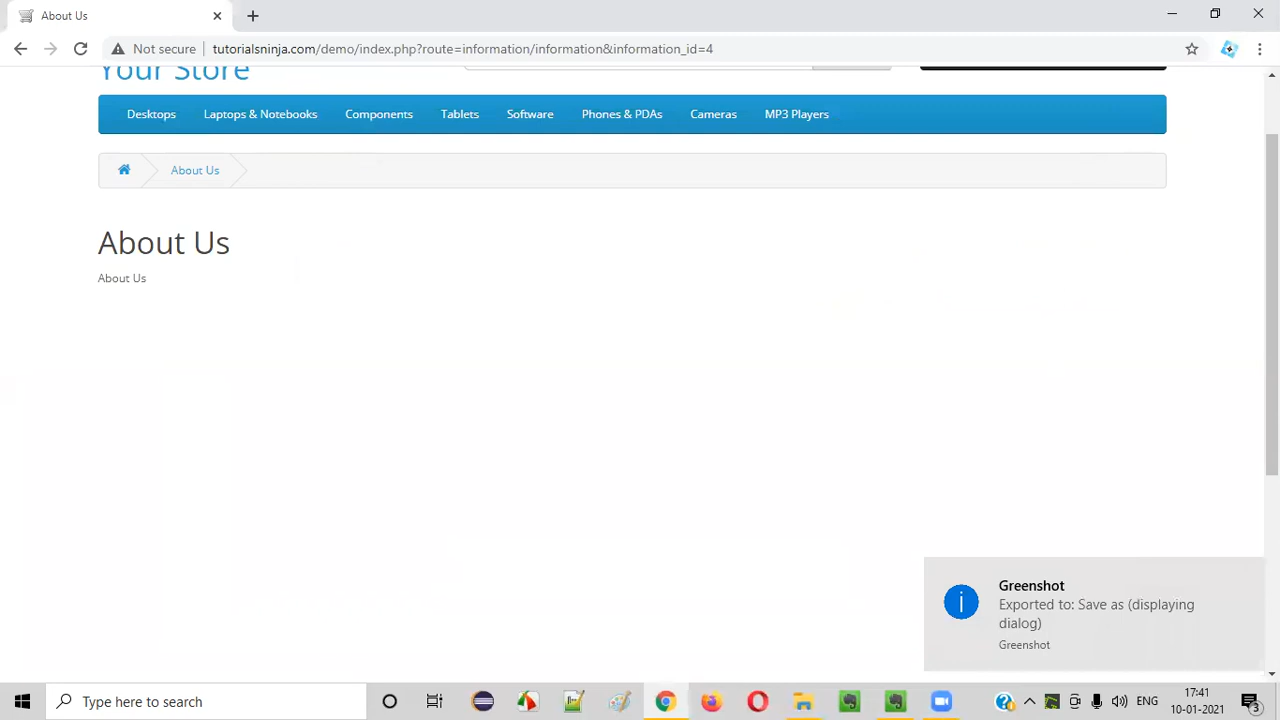 About Us
Not secure
tutorialsninja.com/demo/index.php?route=information/information&information_id=4
Your Store
Desktops Laptops & Notebooks Components Tablets Software Phones & PDAs Cameras MP3 Players
About Us
About Us
About Us
Greenshot
Exported to: Save as (displaying
dialog)
Greenshot
Type here to search
ENG
17:41
10-01-2021
3